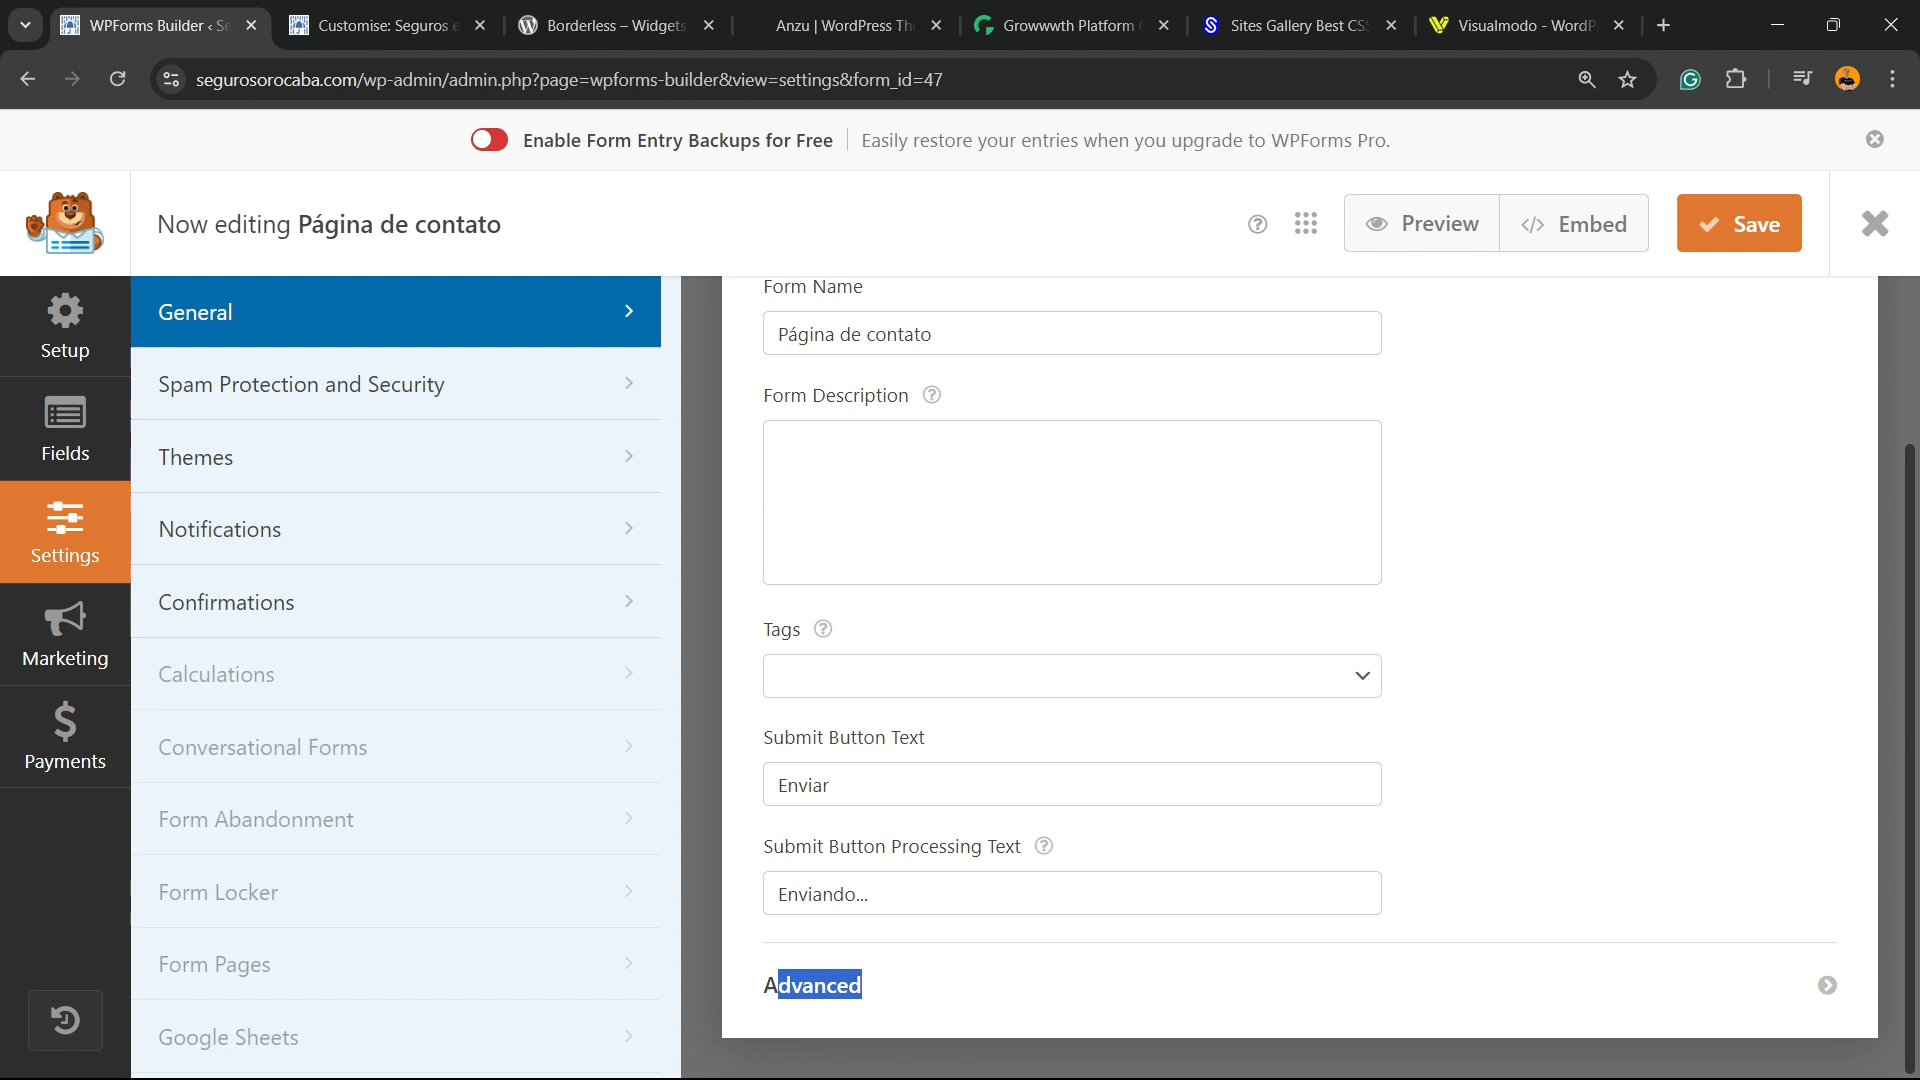 WPForms Builder ‹ Se
Customise: Seguros e
Borderless – Widgets
Anzu | WordPress Th
Growwwth Platform
Sites Gallery Best CSS
Visualmodo - WordP
segurosorocaba.com/wp-admin/admin.php?page=wpforms-builder&view=settings&form_id=47
Enable Form Entry Backups for Free
Easily restore your entries when you upgrade to WPForms Pro.
Now editing Página de contato
Preview
Embed
Save
Setup
Fields
Settings
Marketing
Payments
General
Spam Protection and Security
Themes
Notifications
Confirmations
Calculations
Conversational Forms
Form Abandonment
Form Locker
Form Pages
Google Sheets
Form Name
Página de contato
Form Description
Tags
Submit Button Text
Enviar
Submit Button Processing Text
Enviando...
Advanced